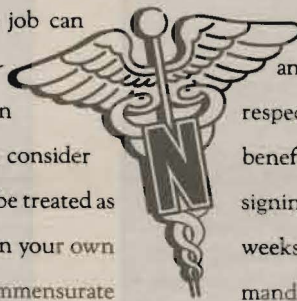 job can
an
n
respec
consider
benef
be treated as
signin
N
n your own
weeks
mmensurate
mand